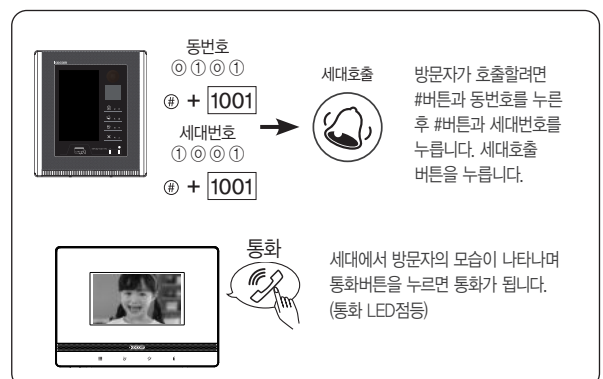 동번호
⓪①⓪①
# + 1001
세대번호
①⓪⓪①
# + 1001
세대호출
방문자가 호출할려면
#버튼과 동번호를 누른
후 #버튼과 세대번호를
누릅니다. 세대호출
버튼을 누릅니다.
통화
세대에서 방문자의 모습이 나타나며
통화버튼을 누르면 통화가 됩니다.
(통화 LED점등)